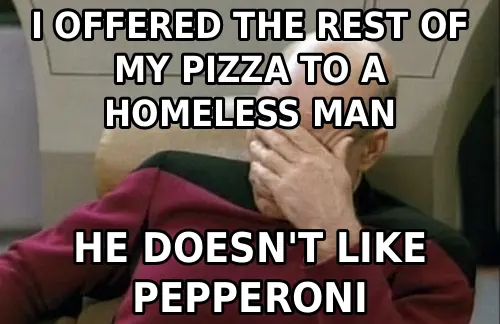 I OFFERED THE REST OF
MY PIZZA TO A
HOMELESS MAN
HE DOESN'T LIKE
PEPPERONI